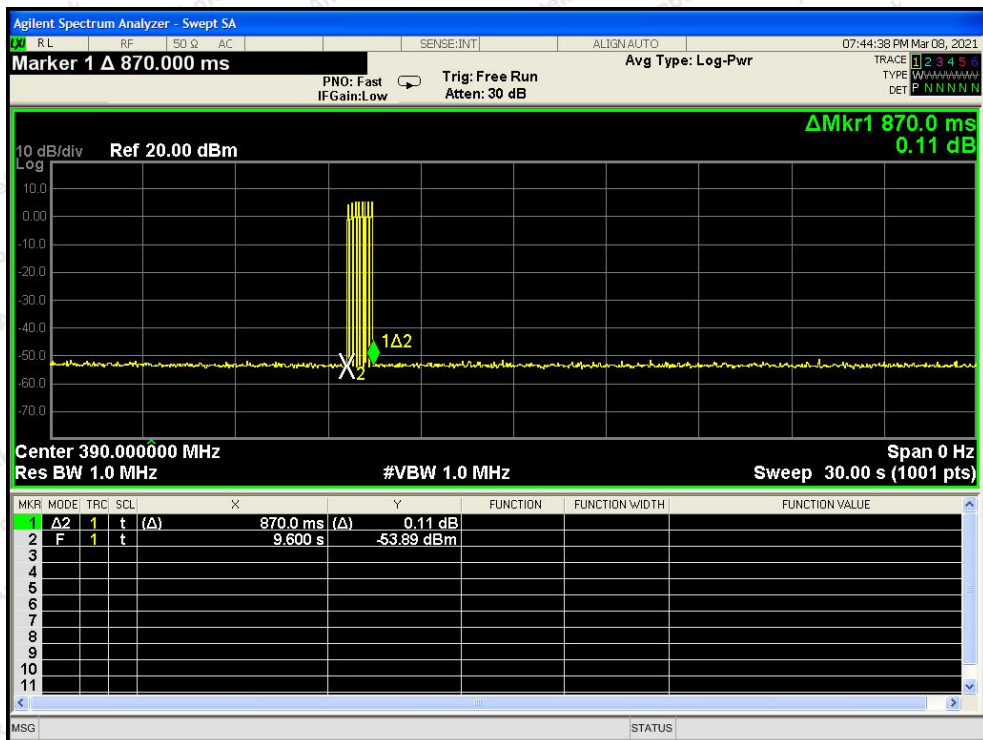 Agilent Spectrum Analyzer - Swept SA
LXI RL RF 50 Ω AC SENSE:INT ALIGN AUTO 07:44:38 PM Mar 08, 2021
Marker 1 Δ 870.000 ms
PNO: Fast
IFGain:Low
Trig: Free Run
Atten: 30 dB
Avg Type: Log-Pwr
TRACE 1 2 3 4 5 6
TYPE
DET P N N N N N
ΔMkr1 870.0 ms
0.11 dB
10 dB/div Ref 20.00 dBm
Log
10.0
0.00
-10.0
-20.0
-30.0
-40.0
-50.0
-60.0
-70.0
1Δ2
X2
Center 390.000000 MHz Span 0 Hz
Res BW 1.0 MHz #VBW 1.0 MHz Sweep 30.00 s (1001 pts)
MKR MODE TRC SCL X Y FUNCTION FUNCTION WIDTH FUNCTION VALUE
1 Δ2 1 t (Δ) 870.0 ms (Δ) 0.11 dB
2 F 1 t 9.600 s -53.89 dBm
3
4
5
6
7
8
9
10
11
MSG STATUS